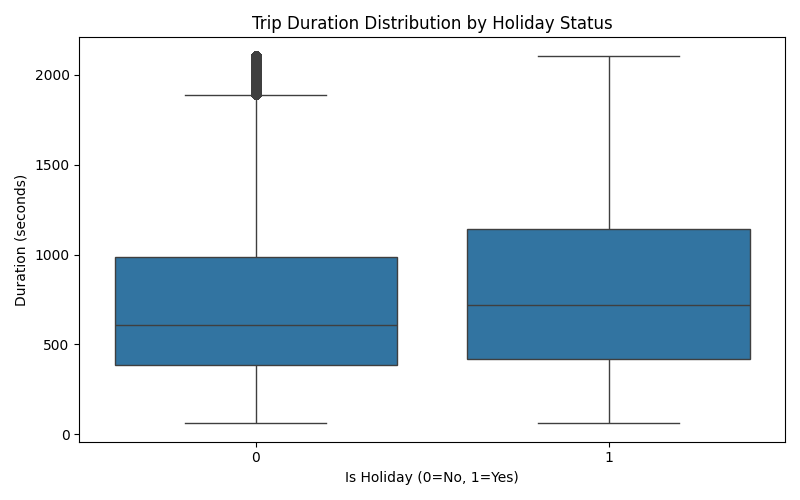 Trip Duration Distribution by Holiday Status
2000
1500
1000
500
0
Duration (seconds)
0
1
Is Holiday (0=No, 1=Yes)